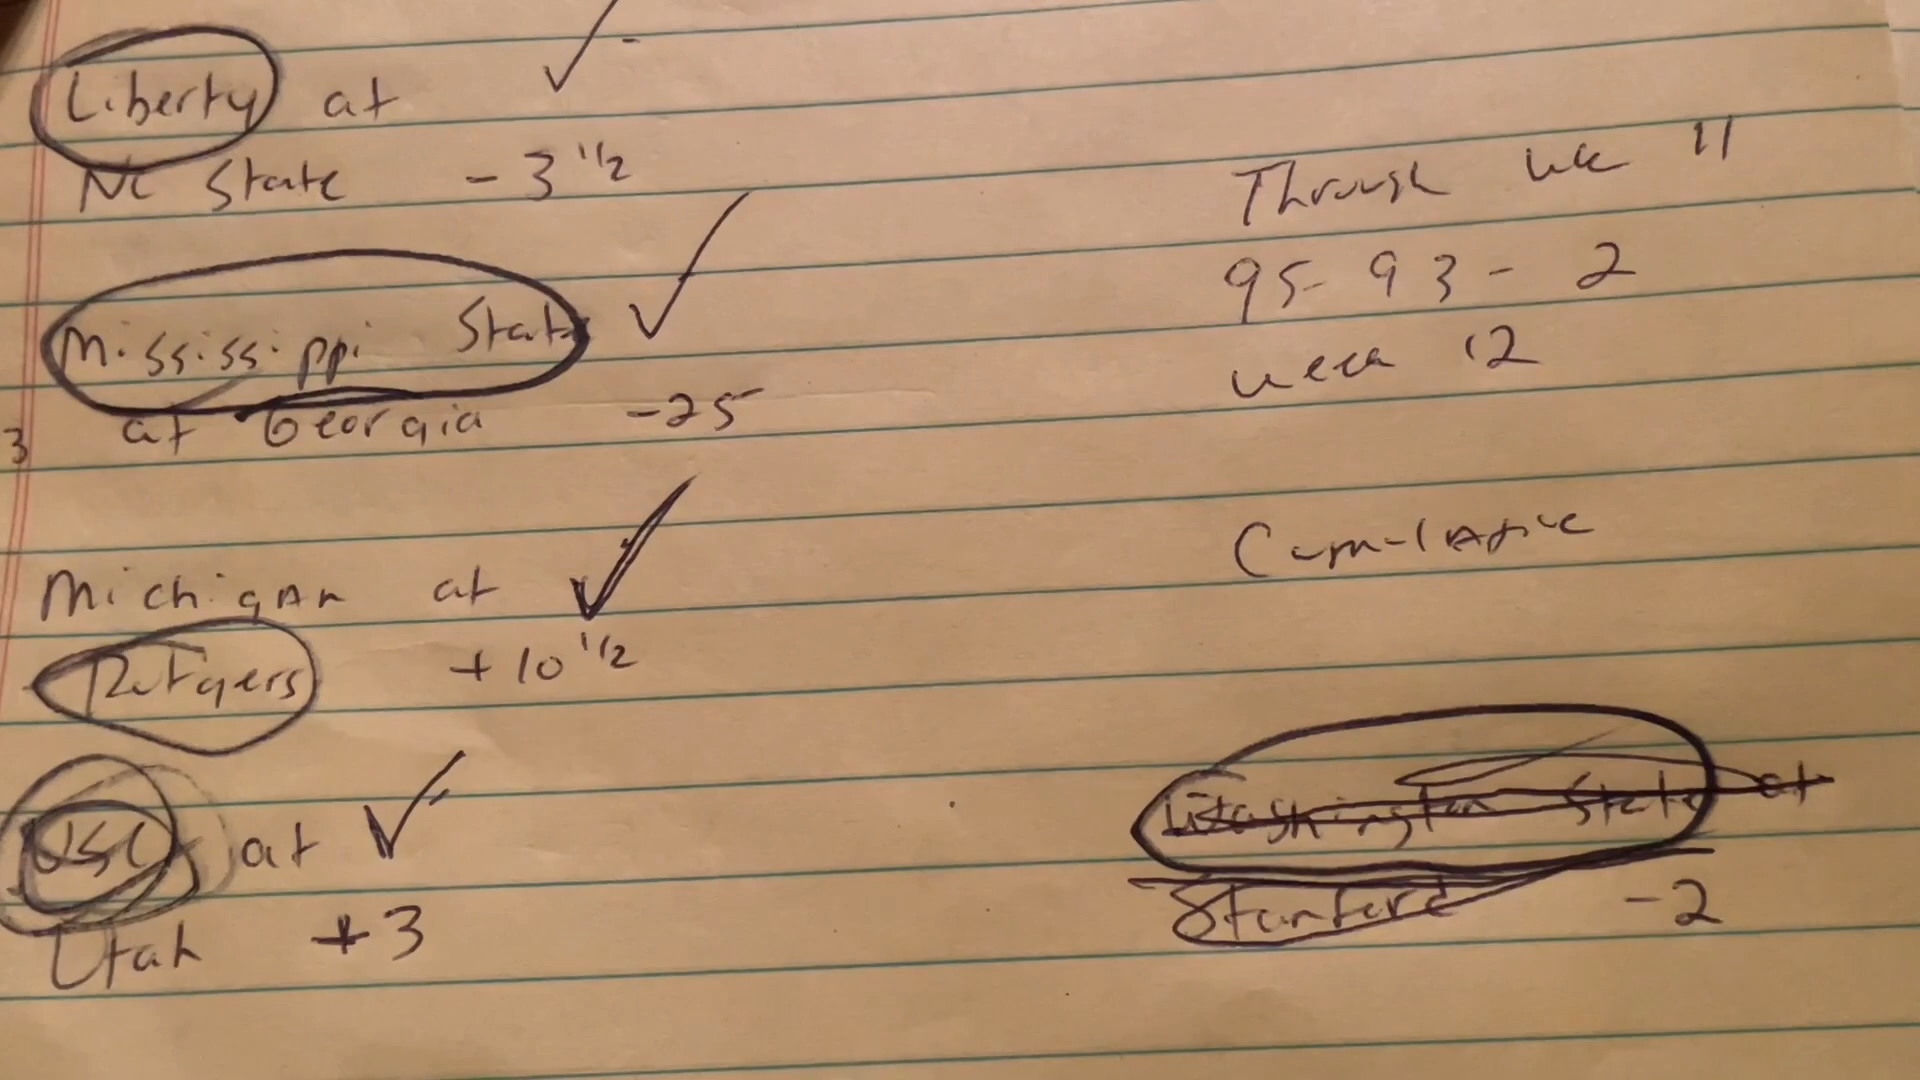 Liberty at
NC State -3 1/2
Mississippi State
at Georgia -25
3
Michigan at
Rutgers +10 1/2
USC at
Utah +3
Through wk 11
95-93-2
week 12
Cumulative
Washington State at
Stanford -2